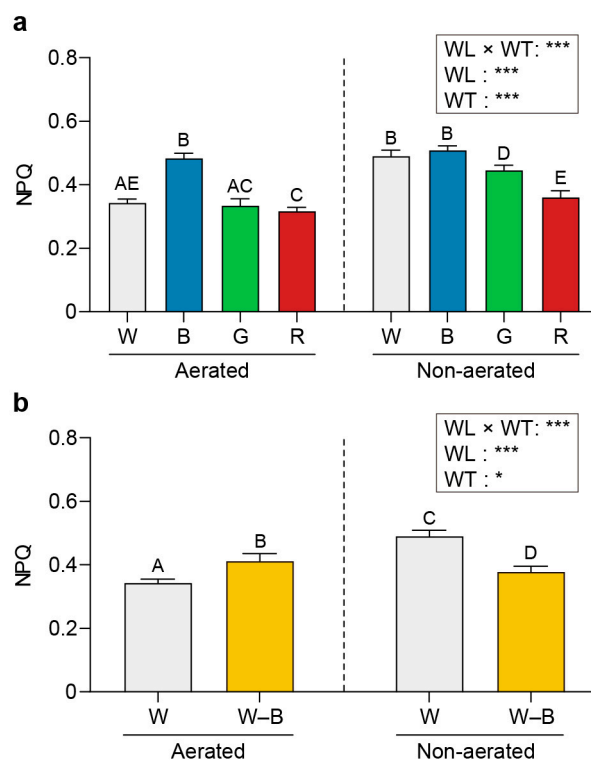 a
WL × WT: ***
WL : ***
WT : ***
NPQ
0.8
0.6
0.4
0.2
0
AE
B
AC
C
B
B
D
E
W B G R W B G R
Aerated Non-aerated
b
WL × WT: ***
WL : ***
WT : *
NPQ
0.8
0.6
0.4
0.2
0
A
B
C
D
W W–B W W–B
Aerated Non-aerated